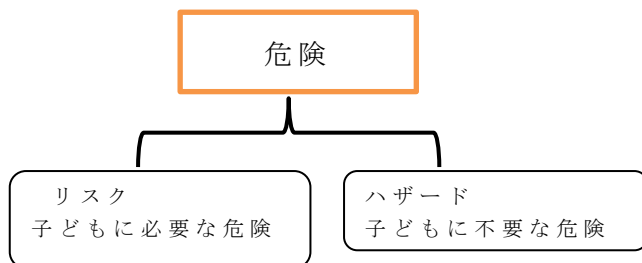 危険
リスク
子どもに必要な危険
ハザード
子どもに不要な危険